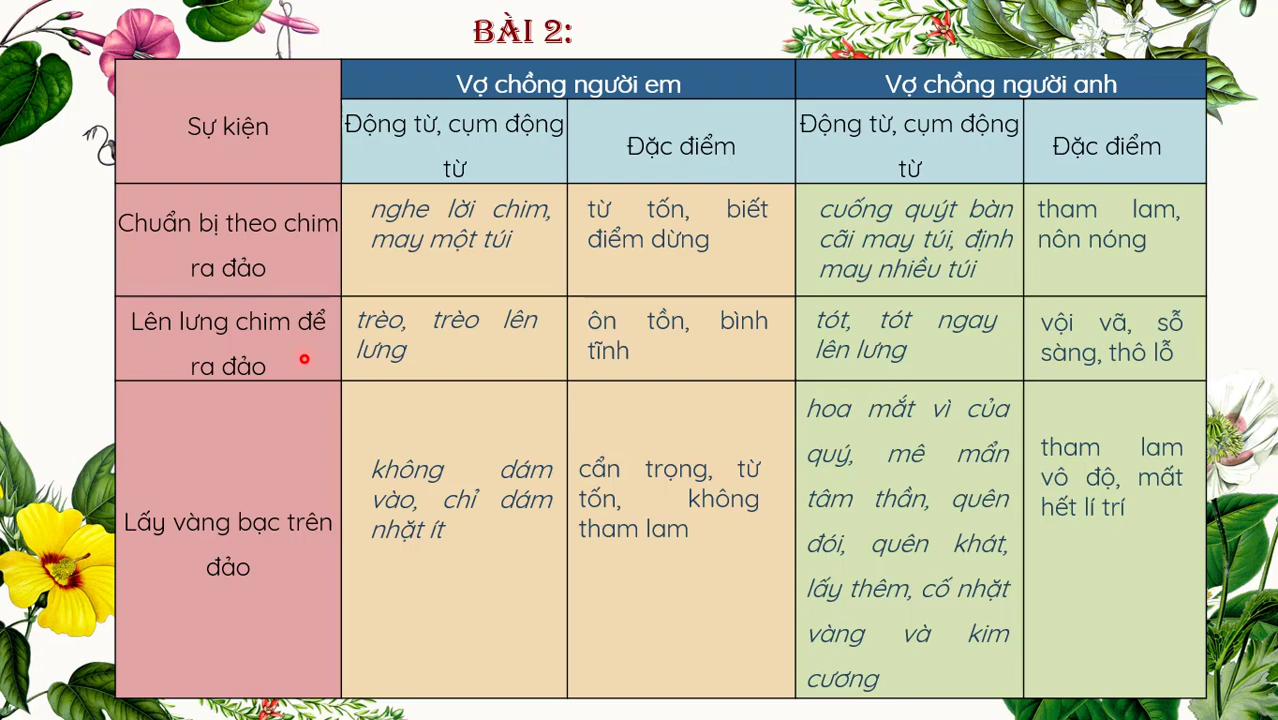 BÀI 2:
Sự kiện
Vợ chồng người em
Vợ chồng người anh
Động từ, cụm động
từ
Đặc điểm
Động từ, cụm động
từ
Đặc điểm
Chuẩn bị theo chim
ra đảo
nghe lời chim,
may một túi
từ tốn, biết
điểm dừng
cuống quýt bàn
cãi may túi, định
may nhiều túi
tham lam,
nôn nóng
Lên lưng chim để
ra đảo
trèo, trèo lên
lưng
ôn tồn, bình
tĩnh
tót, tót ngay
lên lưng
vội vã, sỗ
sàng, thô lỗ
Lấy vàng bạc trên
đảo
không dám
vào, chỉ dám
nhặt ít
cẩn trọng, từ
tốn, không
tham lam
hoa mắt vì của
quý, mê mẩn
tâm thần, quên
đói, quên khát,
lấy thêm, cố nhặt
vàng và kim
cương
tham lam
vô độ, mất
hết lí trí